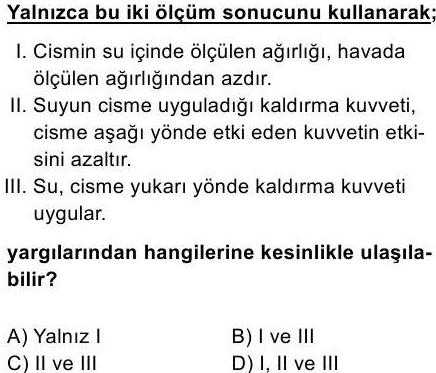 Yalnızca bu iki ölçüm sonucunu kullanarak;
I. Cismin su içinde ölçülen ağırlığı, havada
ölçülen ağırlığından azdır.
II. Suyun cisme uyguladığı kaldırma kuvveti,
cisme aşağı yönde etki eden kuvvetin etki-
sini azaltır.
III. Su, cisme yukarı yönde kaldırma kuvveti
uygular.
yargılarından hangilerine kesinlikle ulaşıla-
bilir?
A) Yalnız I B) I ve III
C) II ve III D) I, II ve III